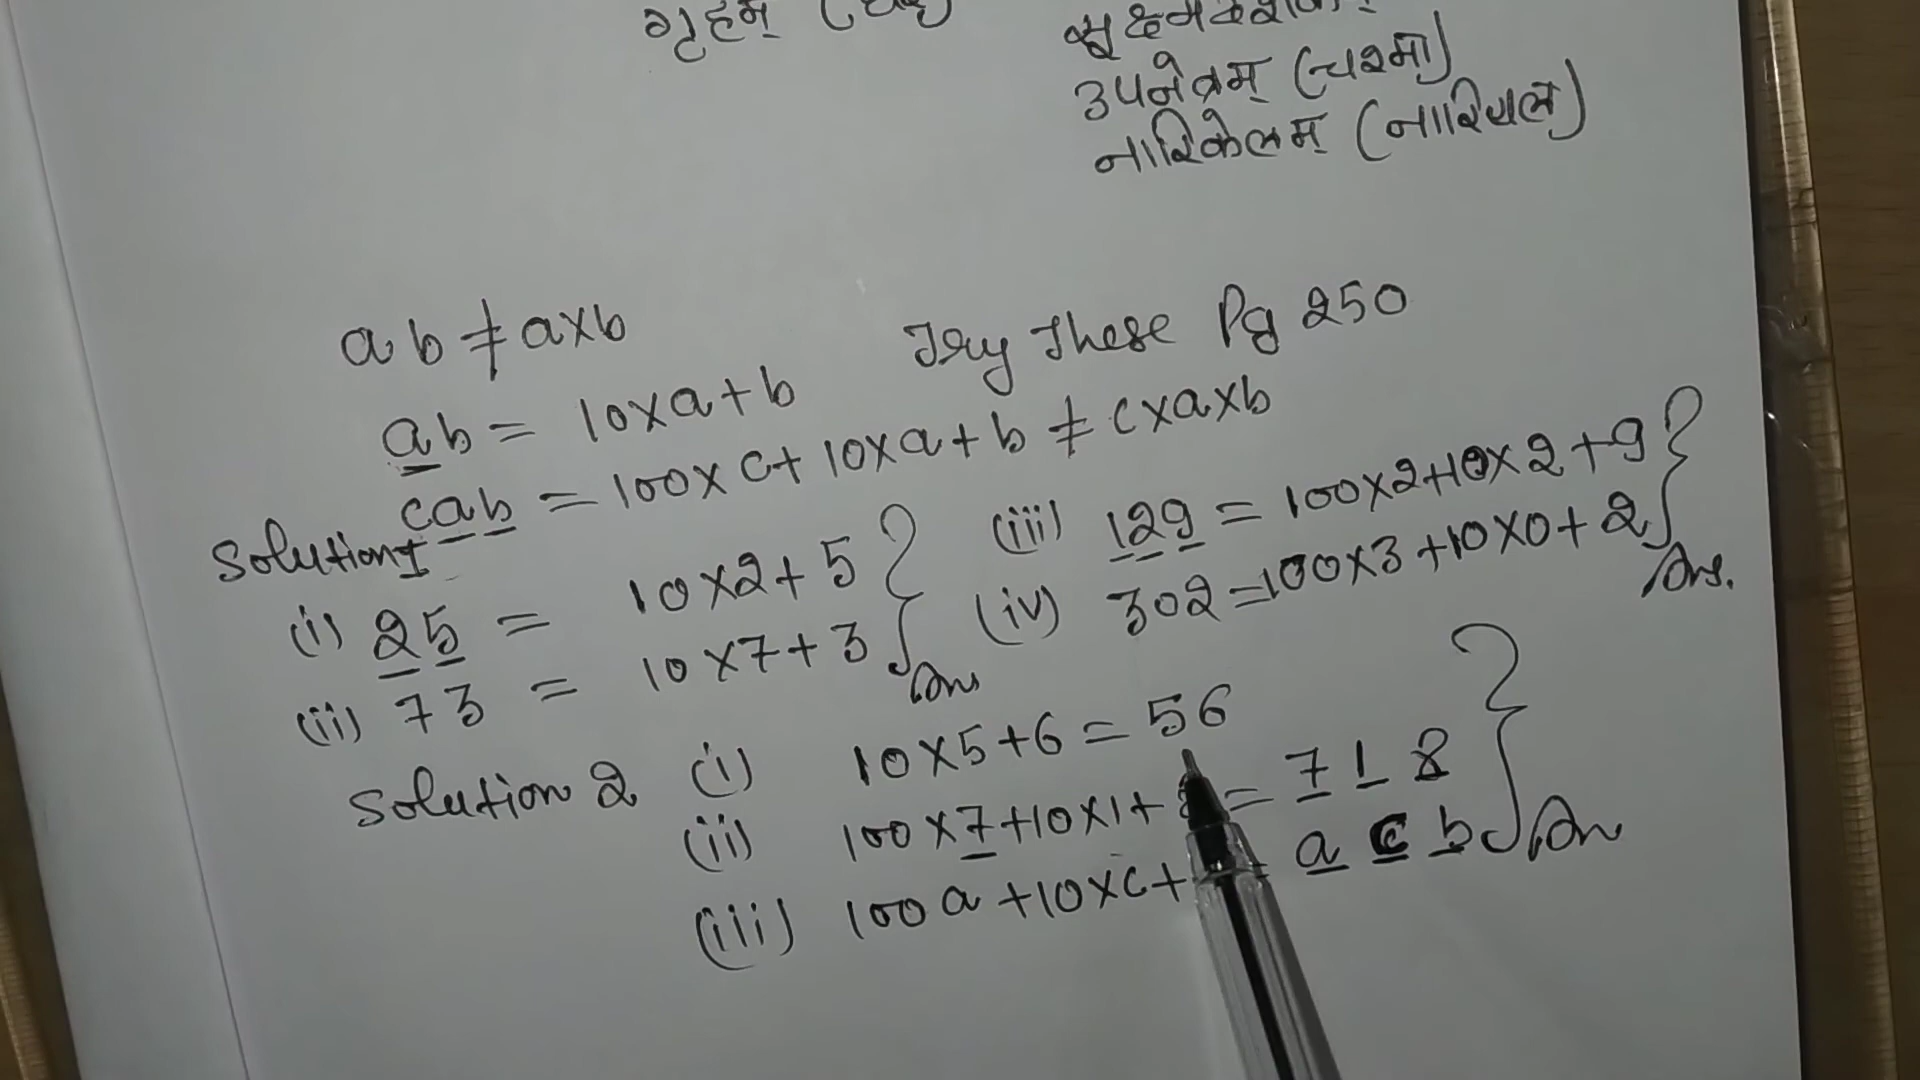 गृहम्
उपनेत्रम् (चश्मा)
नारिकेलम् (नारियल)
ab ≠ a×b
Try These Pg 250
ab = 10×a+b
cab = 100×c+10×a+b ≠ c×a×b
Solution 1
(i) 25 = 10×2+5
(ii) 73 = 10×7+3
Ans
(iii) 129 = 100×2+10×2+9
(iv) 302=100×3+10×0+2
Ans.
Solution 2 (i) 10×5+6=56
(ii) 100×7+10×1+ = 718
(iii) 100a+10×c+ = a c b
Ans